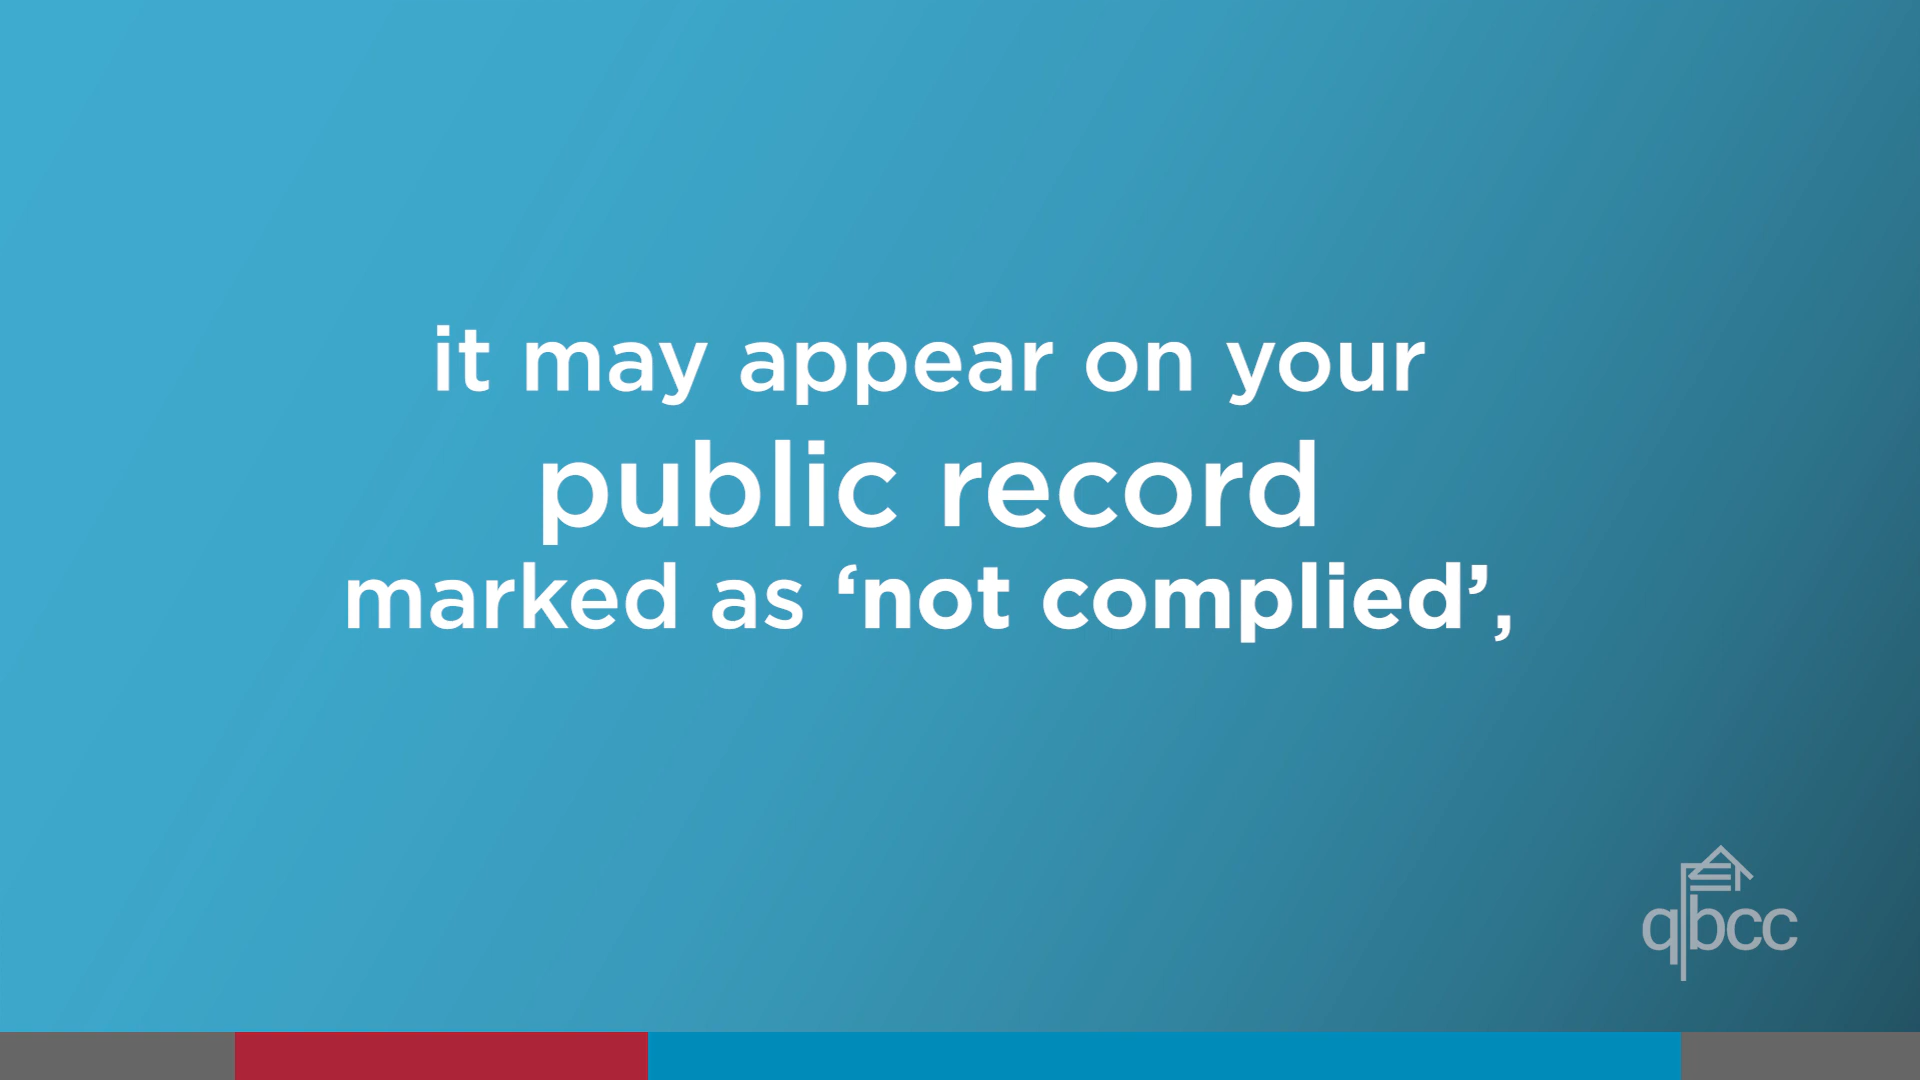 it may appear on your
public record
marked as ‘not complied’,
qbcc